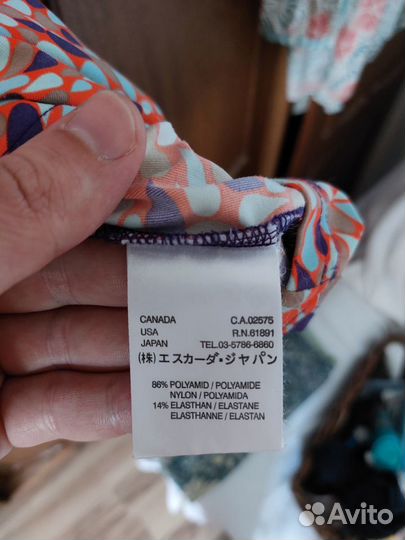 CANADA C.A.02575
USA R.N.61891
JAPAN TEL.03-5786-6860
(株)エスカーダ・ジャパン
86% POLYAMID / POLYAMIDE
NYLON / POLYAMIDA
14% ELASTHAN / ELASTANE
ELASTHANNE / ELASTAN
Avito